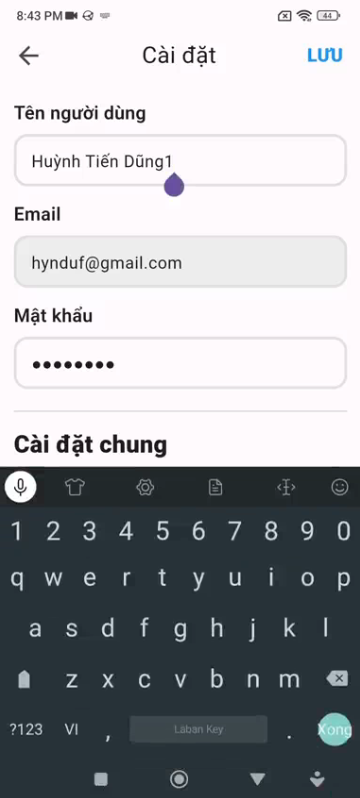 8:43 PM
44
Cài đặt
LƯU
Tên người dùng
Huỳnh Tiến Dũng1
Email
hynduf@gmail.com
Mật khẩu
••••••••
Cài đặt chung
1 2 3 4 5 6 7 8 9 0
q w e r t y u i o p
a s d f g h j k l
z x c v b n m
?123 VI , Laban Key . Xong